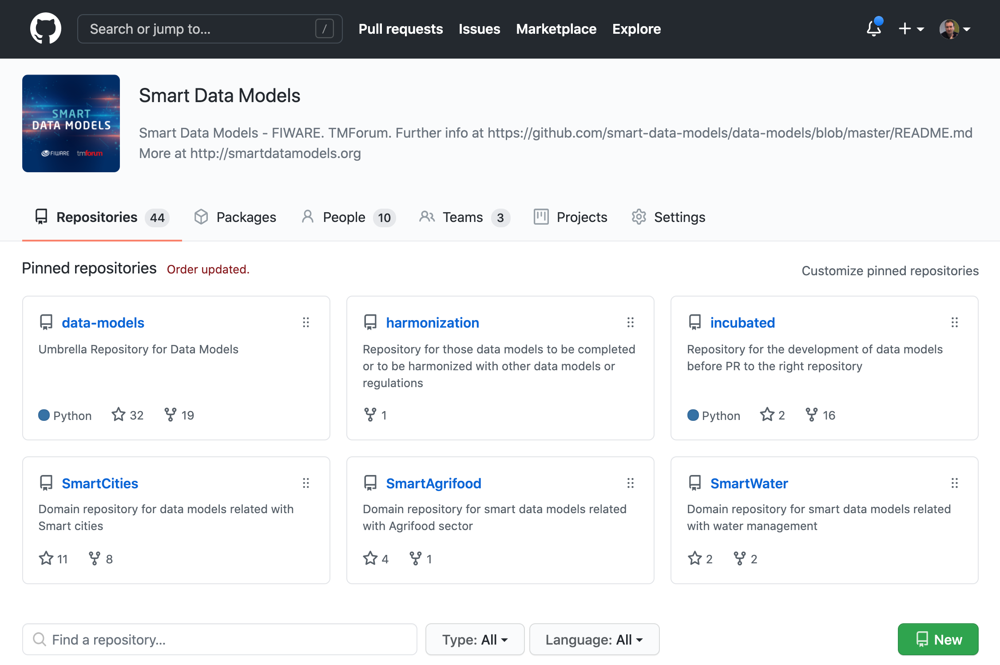 Search or jump to...
/
Pull requests
Issues
Marketplace
Explore
SMART
DATA MODELS
FIWARE
tmforum
Smart Data Models
Smart Data Models - FIWARE. TMForum. Further info at https://github.com/smart-data-models/data-models/blob/master/README.md
More at http://smartdatamodels.org
Repositories 44
Packages
People 10
Teams 3
Projects
Settings
Pinned repositories
Order updated.
Customize pinned repositories
data-models
Umbrella Repository for Data Models
Python 32 19
harmonization
Repository for those data models to be completed
or to be harmonized with other data models or
regulations
1
incubated
Repository for the development of data models
before PR to the right repository
Python 2 16
SmartCities
Domain repository for data models related with
Smart cities
11 8
SmartAgrifood
Domain repository for smart data models related
with Agrifood sector
4 1
SmartWater
Domain repository for smart data models related
with water management
2 2
Find a repository...
Type: All
Language: All
New